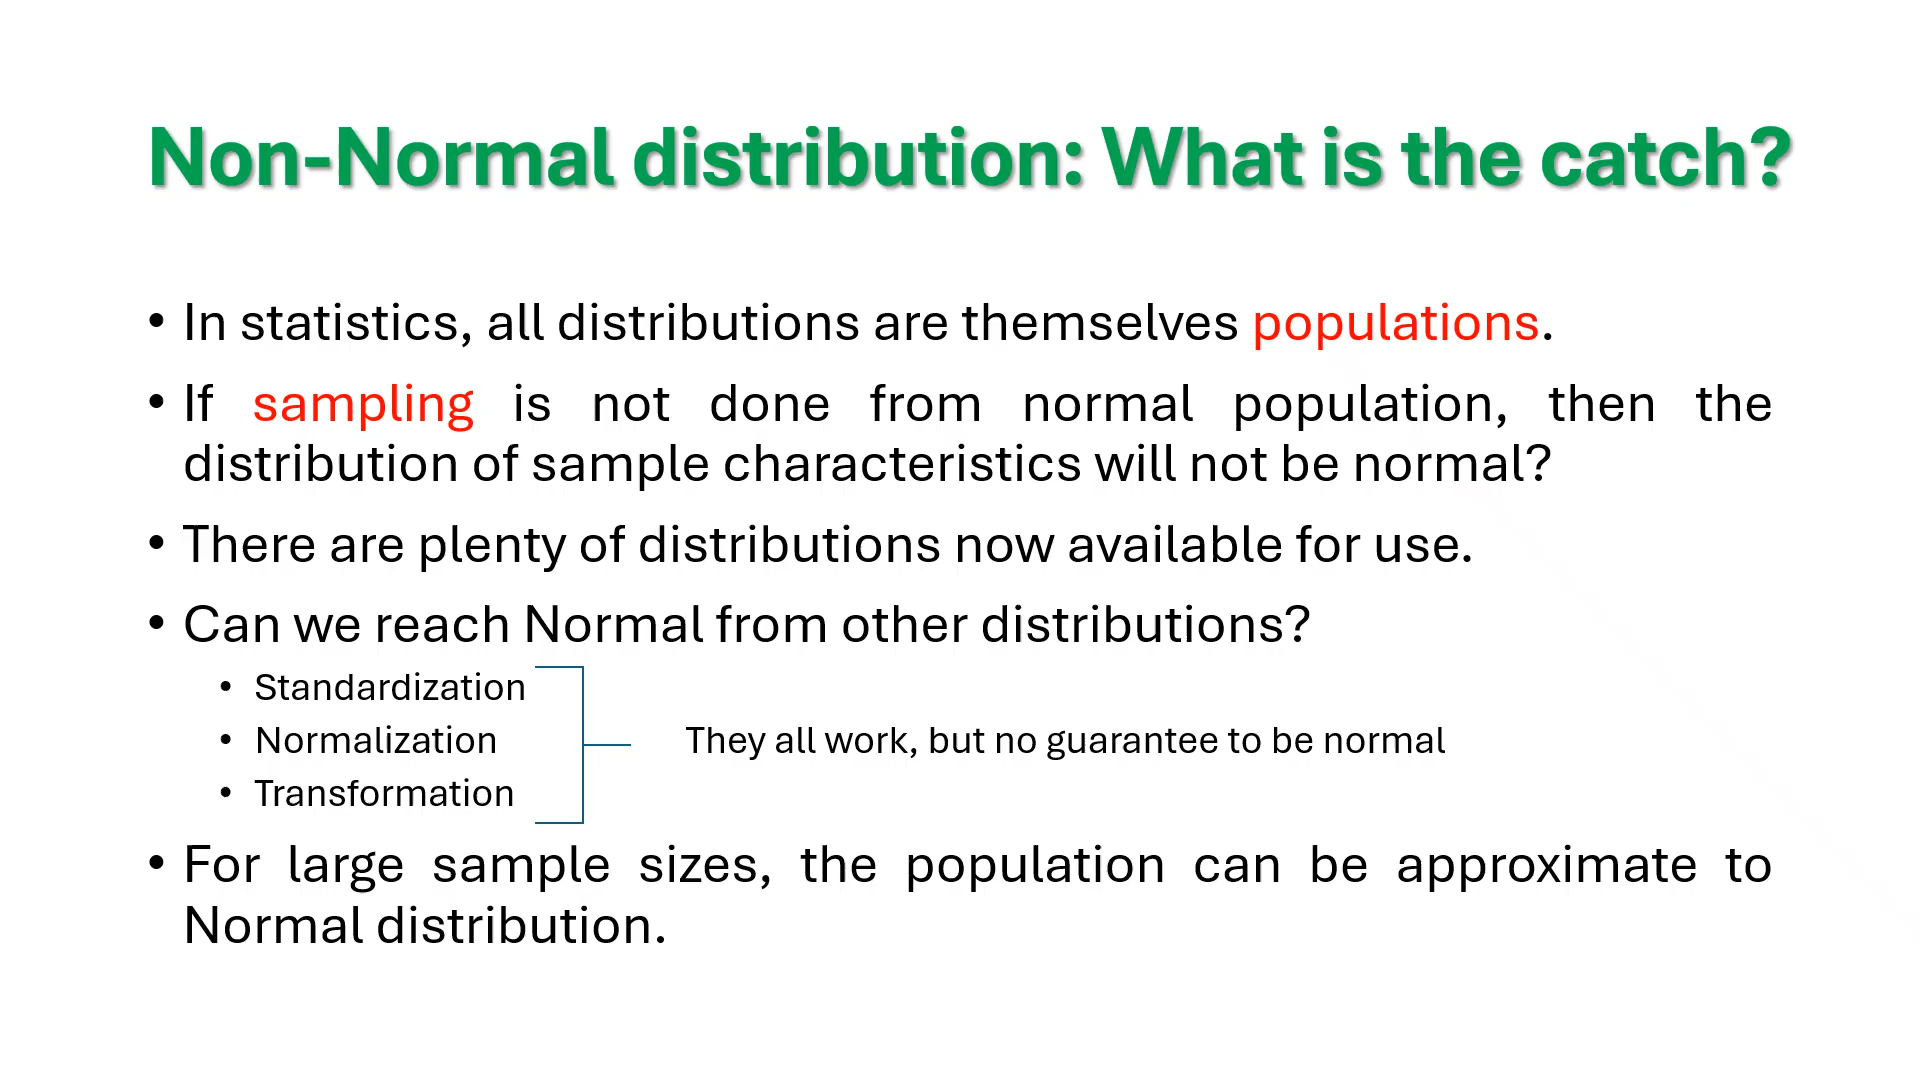 Non-Normal distribution: What is the catch?
• In statistics, all distributions are themselves populations.
• If sampling is not done from normal population, then the
distribution of sample characteristics will not be normal?
• There are plenty of distributions now available for use.
• Can we reach Normal from other distributions?
• Standardization
• Normalization
They all work, but no guarantee to be normal
• Transformation
• For large sample sizes, the population can be approximate to
Normal distribution.